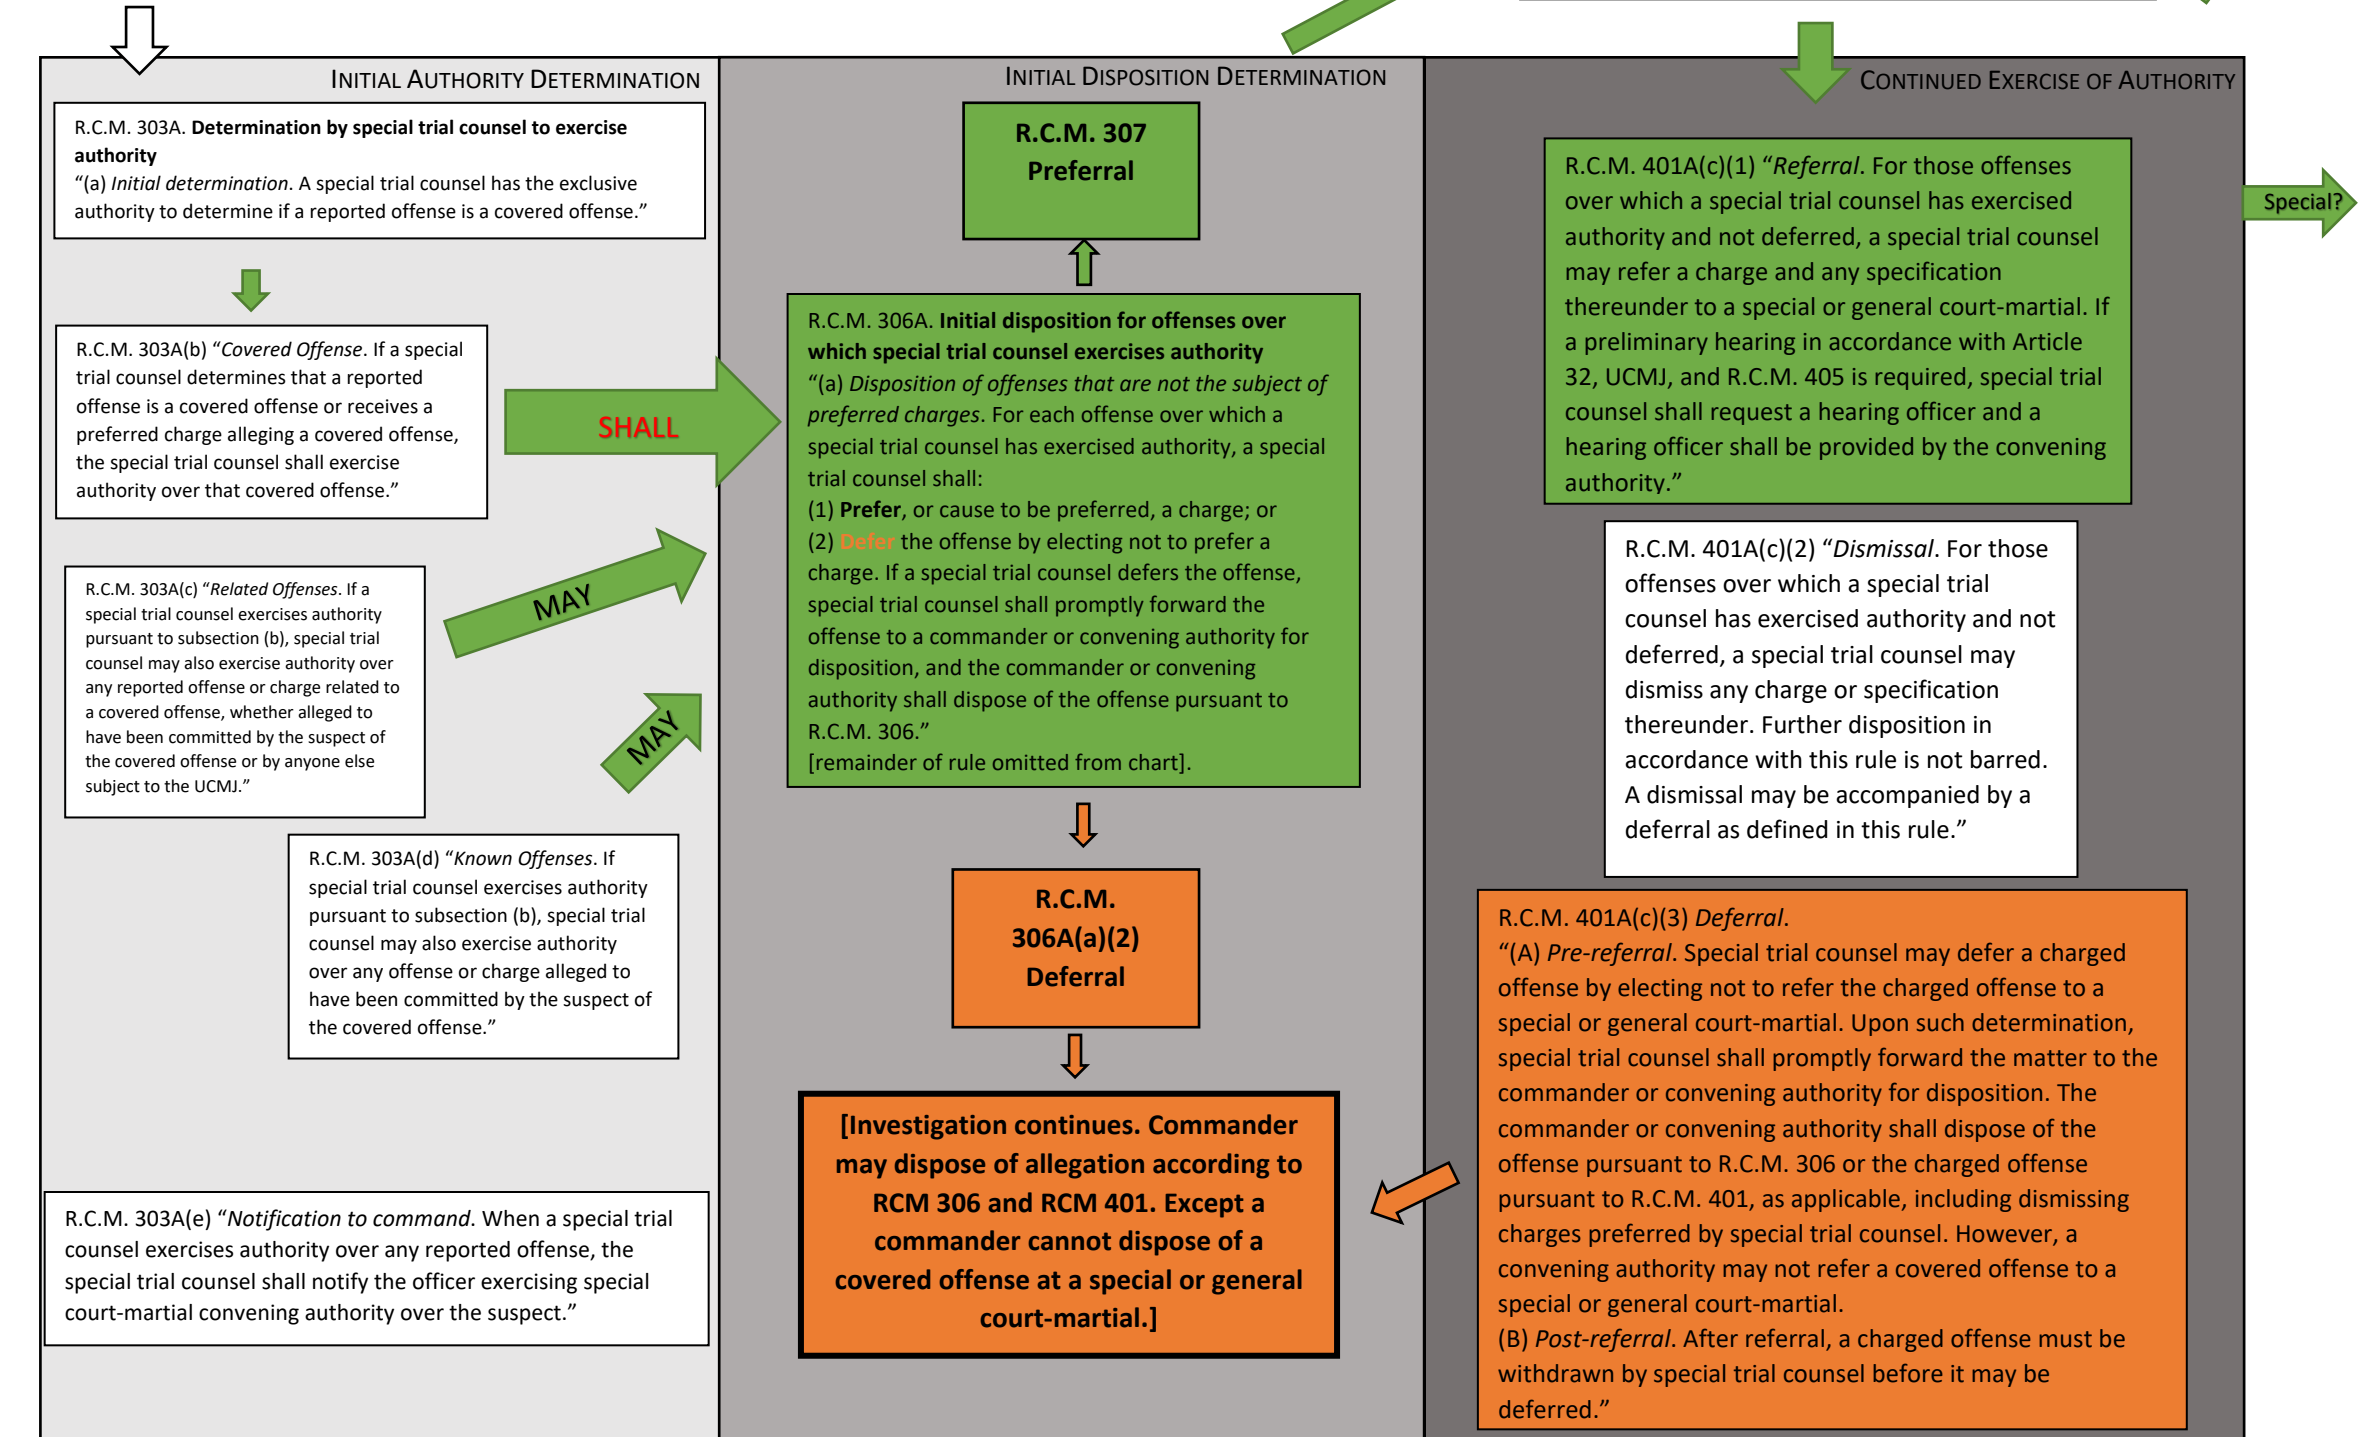 INITIAL AUTHORITY DETERMINATION
R.C.M. 303A. Determination by special trial counsel to exercise
authority
“(a) Initial determination. A special trial counsel has the exclusive
authority to determine if a reported offense is a covered offense.”
R.C.M. 303A(b) “Covered Offense. If a special
trial counsel determines that a reported
offense is a covered offense or receives a
preferred charge alleging a covered offense,
the special trial counsel shall exercise
authority over that covered offense.”
SHALL
R.C.M. 303A(c) “Related Offenses. If a
special trial counsel exercises authority
pursuant to subsection (b), special trial
counsel may also exercise authority over
any reported offense or charge related to
a covered offense, whether alleged to
have been committed by the suspect of
the covered offense or by anyone else
subject to the UCMJ.”
MAY
MAY
R.C.M. 303A(d) “Known Offenses. If
special trial counsel exercises authority
pursuant to subsection (b), special trial
counsel may also exercise authority
over any offense or charge alleged to
have been committed by the suspect of
the covered offense.”
R.C.M. 303A(e) “Notification to command. When a special trial
counsel exercises authority over any reported offense, the
special trial counsel shall notify the officer exercising special
court-martial convening authority over the suspect.”
INITIAL DISPOSITION DETERMINATION
R.C.M. 307
Preferral
R.C.M. 306A. Initial disposition for offenses over
which special trial counsel exercises authority
“(a) Disposition of offenses that are not the subject of
preferred charges. For each offense over which a
special trial counsel has exercised authority, a special
trial counsel shall:
(1) Prefer, or cause to be preferred, a charge; or
(2) Defer the offense by electing not to prefer a
charge. If a special trial counsel defers the offense,
special trial counsel shall promptly forward the
offense to a commander or convening authority for
disposition, and the commander or convening
authority shall dispose of the offense pursuant to
R.C.M. 306.”
[remainder of rule omitted from chart].
R.C.M.
306A(a)(2)
Deferral
[Investigation continues. Commander
may dispose of allegation according to
RCM 306 and RCM 401. Except a
commander cannot dispose of a
covered offense at a special or general
court-martial.]
CONTINUED EXERCISE OF AUTHORITY
R.C.M. 401A(c)(1) “Referral. For those offenses
over which a special trial counsel has exercised
authority and not deferred, a special trial counsel
may refer a charge and any specification
thereunder to a special or general court-martial. If
a preliminary hearing in accordance with Article
32, UCMJ, and R.C.M. 405 is required, special trial
counsel shall request a hearing officer and a
hearing officer shall be provided by the convening
authority.”
Special?
R.C.M. 401A(c)(2) “Dismissal. For those
offenses over which a special trial
counsel has exercised authority and not
deferred, a special trial counsel may
dismiss any charge or specification
thereunder. Further disposition in
accordance with this rule is not barred.
A dismissal may be accompanied by a
deferral as defined in this rule.”
R.C.M. 401A(c)(3) Deferral.
“(A) Pre-referral. Special trial counsel may defer a charged
offense by electing not to refer the charged offense to a
special or general court-martial. Upon such determination,
special trial counsel shall promptly forward the matter to the
commander or convening authority for disposition. The
commander or convening authority shall dispose of the
offense pursuant to R.C.M. 306 or the charged offense
pursuant to R.C.M. 401, as applicable, including dismissing
charges preferred by special trial counsel. However, a
convening authority may not refer a covered offense to a
special or general court-martial.
(B) Post-referral. After referral, a charged offense must be
withdrawn by special trial counsel before it may be
deferred.”